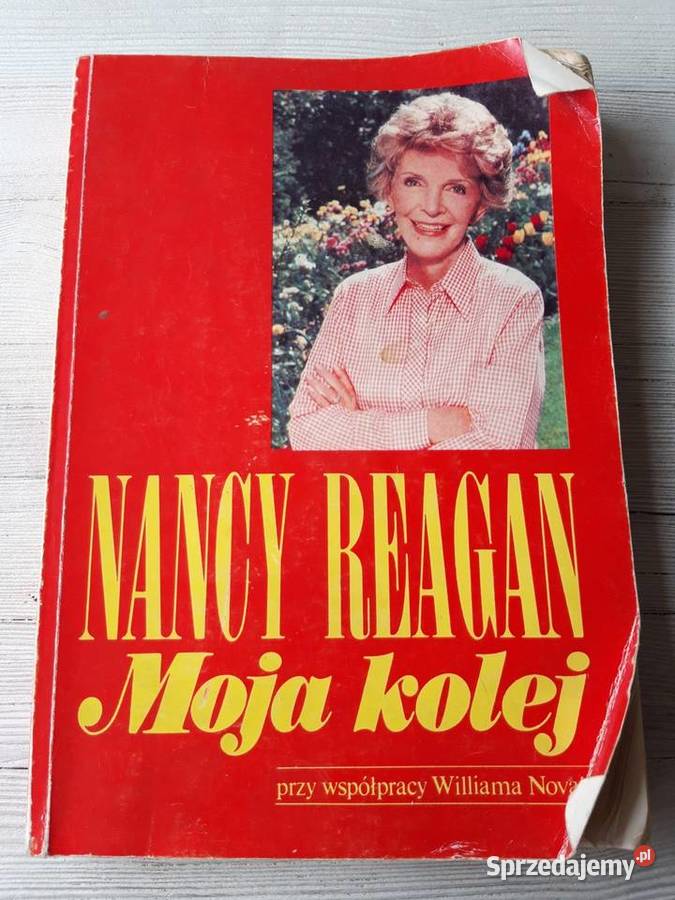 NANCY REAGAN
Moja kolej
przy współpracy Williama
Sprzedajemy.pl